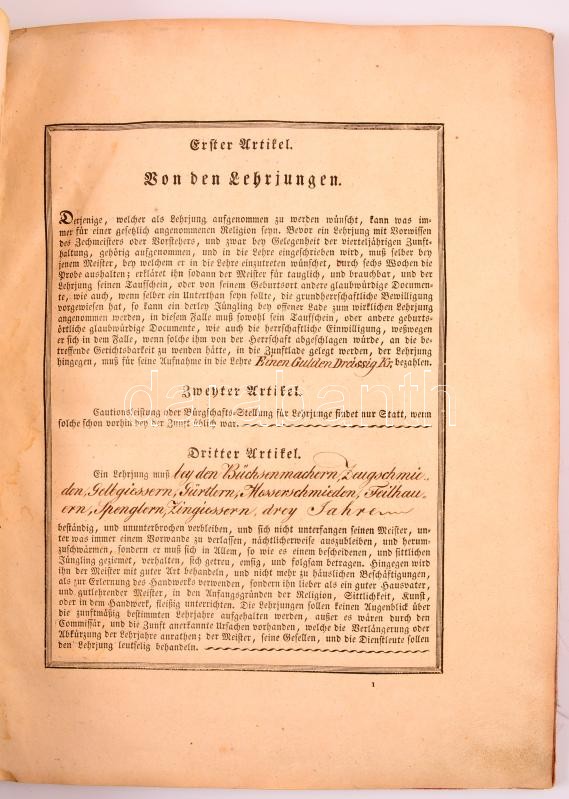 Erster Artikel.
Von den Lehrjungen.
Derjenige, welcher als Lehrjung aufgenommen zu werden wünscht, kann was im-
mer für einer gesetzlich angenommenen Religion seyn. Bevor ein Lehrjung mit Vorwissen
des Zechmeisters oder Vorstehers, und zwar bey Gelegenheit der vierteljährigen Zunft-
haltung, gehörig aufgenommen, und in die Lehre eingeschrieben wird, muß selber bey
jenem Meister, bey welchem er in die Lehre einzutreten wünschet, durch sechs Wochen die
Probe aushalten; erkläret ihn sodann der Meister für tauglich, und brauchbar, und der
Lehrjung seinen Taufschein, oder von seinem Geburtsort andere glaubwürdige Documen-
te, wie auch, wenn selber ein Unterthan seyn sollte, die grundherrschaftliche Bewilligung
vorgewiesen hat, so kann ein derley Jüngling bey offener Lade zum wirklichen Lehrjung
angenommen werden, in diesem Falle muß sowohl sein Taufschein, oder andere geburts-
örtliche glaubwürdige Documente, wie auch die herrschaftliche Einwilligung, weßwegen
er sich in dem Falle, wenn solche ihm von der Herrschaft abgeschlagen würde, an die be-
treffende Gerichtsbarkeit zu wenden hätte, in die Zunftlade gelegt werden, der Lehrjung
hingegen, muß für seine Aufnahme in die Lehre Einen Gulden Dreissig Kr. bezahlen.
Zweyter Artikel.
Cautionsleistung oder Bürgschafts-Stellung für Lehrjunge findet nur Statt, wenn
solche schon vorhin bey der Zunft üblich war.
Dritter Artikel.
Ein Lehrjung muß bey den Büchsenmachern, Zeugschmie-
den, Gelbgiessern, Gürtlern, Messerschmieden, Feilhau-
ern, Spenglern, Zingiessern, drey Jahre
beständig, und ununterbrochen verbleiben, und sich nicht unterfangen seinen Meister, un-
ter was immer einem Vorwande zu verlassen, nächtlicherweise auszubleiben, und herum-
zuschwärmen, sondern er muß sich in Allem, so wie es einem bescheidenen, und sittlichen
Jüngling geziemet, verhalten, sich getreu, emsig, und folgsam betragen. Hingegen wird
ihn der Meister mit guter Art behandeln, und nicht mehr zu häuslichen Beschäftigungen,
als zur Erlernung des Handwerks verwenden, sondern ihn lieber als ein guter Hausvater,
und gutlehrender Meister, in den Anfangsgründen der Religion, Sittlichkeit, Kunst,
oder in dem Handwerk, fleißig unterrichten. Die Lehrjungen sollen keinen Augenblick über
die zunftmäßig bestimmten Lehrjahre aufgehalten werden, außer es wären durch den
Commissär, und die Zunft anerkannte Ursachen vorhanden, welche die Verlängerung oder
Abkürzung der Lehrjahre anrathen; der Meister, seine Gesellen, und die Dienstleute sollen
den Lehrjung leutselig behandeln.
1
darabanth